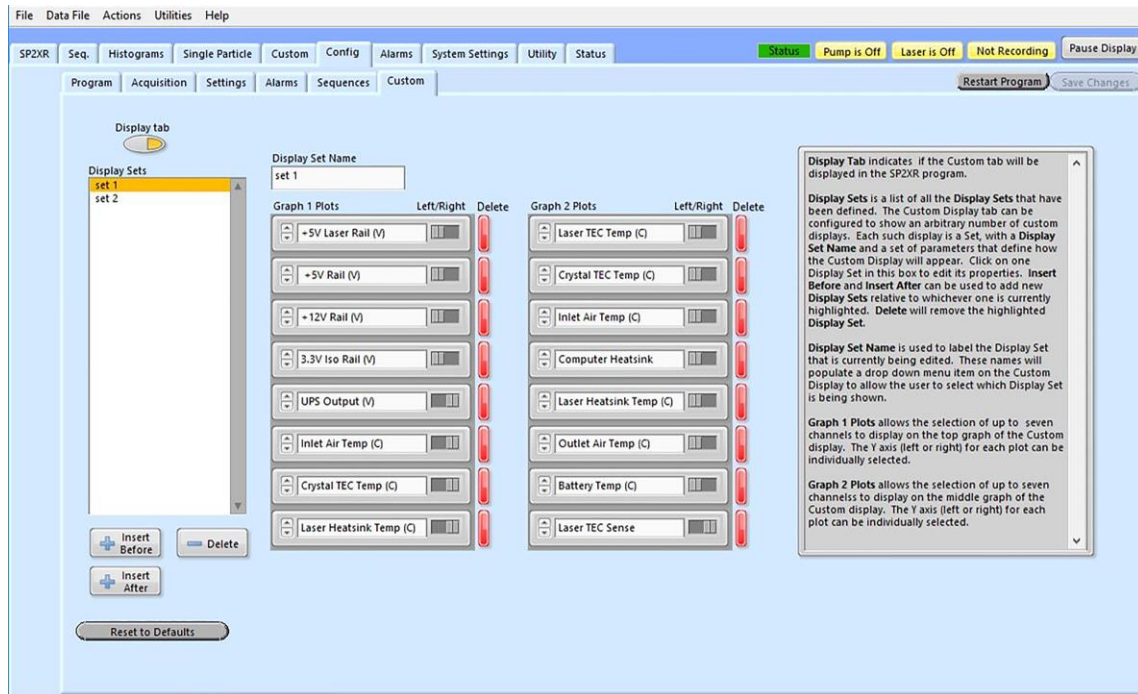 File Data File Actions Utilities Help
SP2XR Seq. Histograms Single Particle Custom Config Alarms System Settings Utility Status
Status Pump is Off Laser is Off Not Recording Pause Display
Program Acquisition Settings Alarms Sequences Custom
Restart Program Save Changes
Display tab
Display Sets
set 1
set 2
Insert Before
Delete
Insert After
Reset to Defaults
Display Set Name
set 1
Graph 1 Plots Left/Right Delete
+5V Laser Rail (V)
+5V Rail (V)
+12V Rail (V)
3.3V Iso Rail (V)
UPS Output (V)
Inlet Air Temp (C)
Crystal TEC Temp (C)
Laser Heatsink Temp (C)
Graph 2 Plots Left/Right Delete
Laser TEC Temp (C)
Crystal TEC Temp (C)
Inlet Air Temp (C)
Computer Heatsink
Laser Heatsink Temp (C)
Outlet Air Temp (C)
Battery Temp (C)
Laser TEC Sense
Display Tab indicates if the Custom tab will be
displayed in the SP2XR program.
Display Sets is a list of all the Display Sets that have
been defined. The Custom Display tab can be
configured to show an arbitrary number of custom
displays. Each such display is a Set, with a Display
Set Name and a set of parameters that define how
the Custom Display will appear. Click on one
Display Set in this box to edit its properties. Insert
Before and Insert After can be used to add new
Display Sets relative to whichever one is currently
highlighted. Delete will remove the highlighted
Display Set.
Display Set Name is used to label the Display Set
that is currently being edited. These names will
populate a drop down menu item on the Custom
Display to allow the user to select which Display Set
is being shown.
Graph 1 Plots allows the selection of up to seven
channels to display on the top graph of the Custom
display. The Y axis (left or right) for each plot can be
individually selected.
Graph 2 Plots allows the selection of up to seven
channelss to display on the middle graph of the
Custom display. The Y axis (left or right) for each
plot can be individually selected.